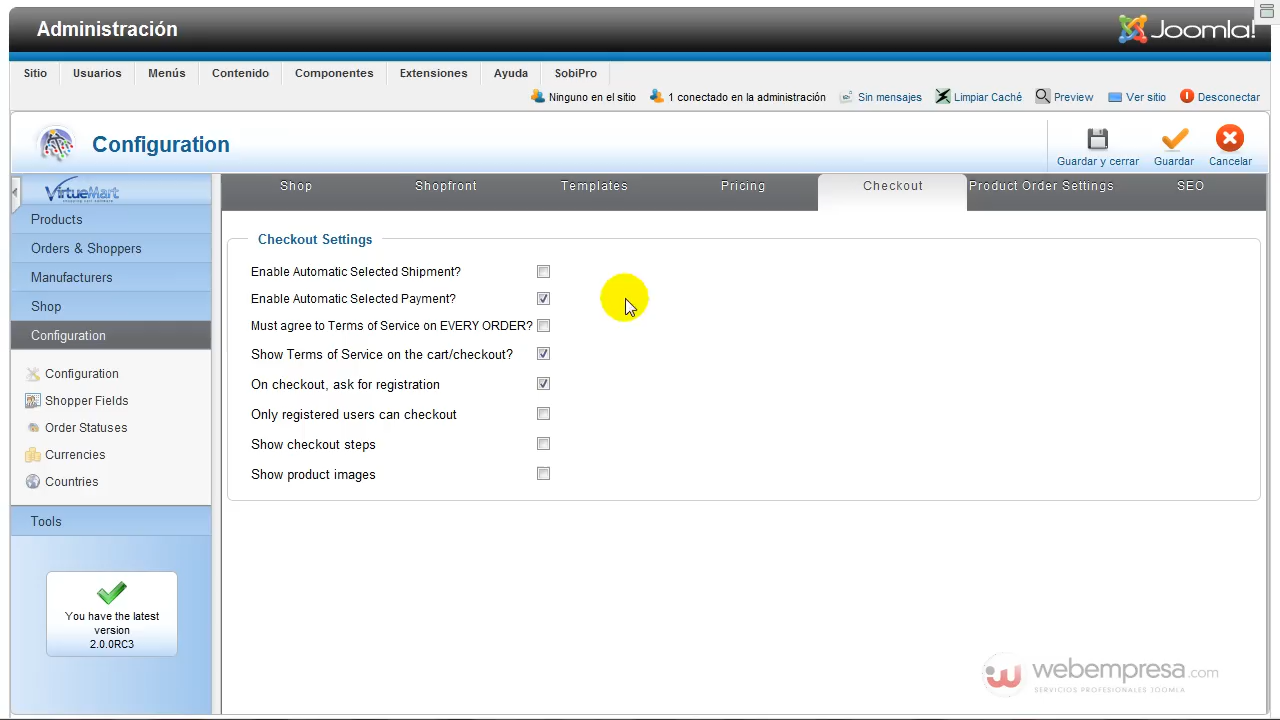 Administración
Joomla!
Sitio Usuarios Menús Contenido Componentes Extensiones Ayuda SobiPro
Ninguno en el sitio 1 conectado en la administración Sin mensajes Limpiar Caché Preview Ver sitio Desconectar
Configuration
Guardar y cerrar Guardar Cancelar
VirtueMart
Shop Shopfront Templates Pricing Checkout Product Order Settings SEO
Products
Orders & Shoppers
Manufacturers
Shop
Configuration
Configuration
Shopper Fields
Order Statuses
Currencies
Countries
Tools
You have the latest
version
2.0.0RC3
Checkout Settings
Enable Automatic Selected Shipment?
Enable Automatic Selected Payment?
Must agree to Terms of Service on EVERY ORDER?
Show Terms of Service on the cart/checkout?
On checkout, ask for registration
Only registered users can checkout
Show checkout steps
Show product images
webempresa.com
SERVICIOS PROFESIONALES JOOMLA